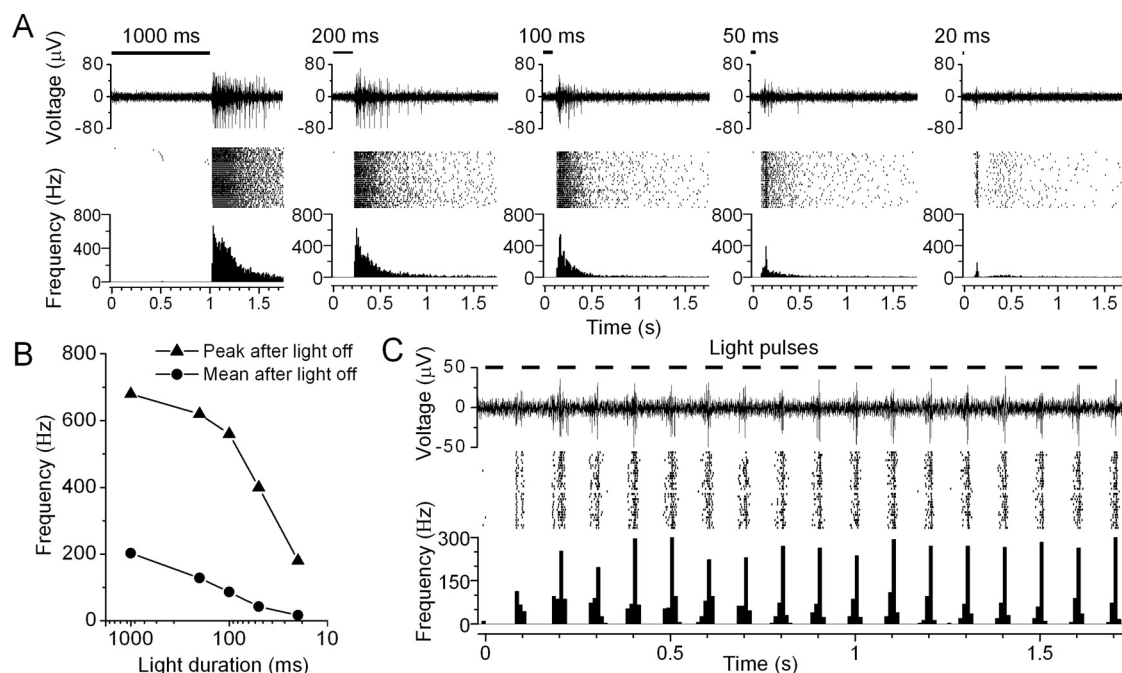 A
1000 ms 200 ms 100 ms 50 ms 20 ms
Voltage (μV)
80 80 80 80 80
0 0 0 0 0
-80 -80 -80 -80 -80
Frequency (Hz)
800 800 800 800 800
400 400 400 400 400
0 0 0 0 0
0 0.5 1.0 1.5 0 0.5 1 1.5 0 0.5 1 1.5 0 0.5 1 1.5 0 0.5 1 1.5
Time (s)
B
Peak after light off
Mean after light off
Frequency (Hz)
800
600
400
200
0
1000 100 10
Light duration (ms)
C
Light pulses
Voltage (μV)
50
0
-50
Frequency (Hz)
300
150
0
0 0.5 1 1.5
Time (s)